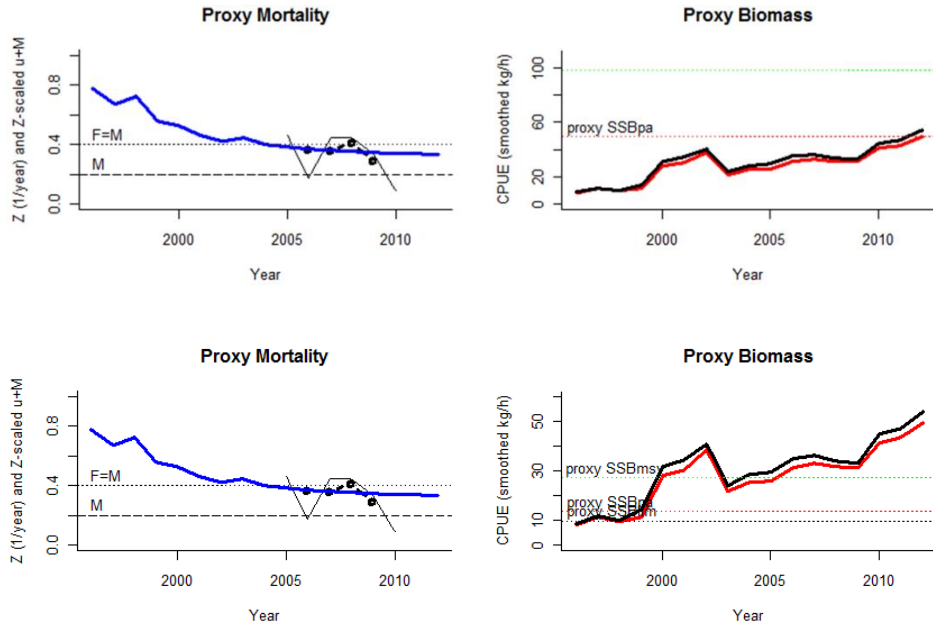 Proxy Mortality
Z (1/year) and Z-scaled u+M
0.8
0.4
0.0
F=M
M
2000 2005 2010
Year
Proxy Biomass
CPUE (smoothed kg/h)
100
60
20
0
proxy SSBpa
2000 2005 2010
Year
Proxy Mortality
Z (1/year) and Z-scaled u+M
0.8
0.4
0.0
F=M
M
2000 2005 2010
Year
Proxy Biomass
CPUE (smoothed kg/h)
50
30
10
0
proxy SSBmsy
proxy SSBpa
proxy
2000 2005 2010
Year